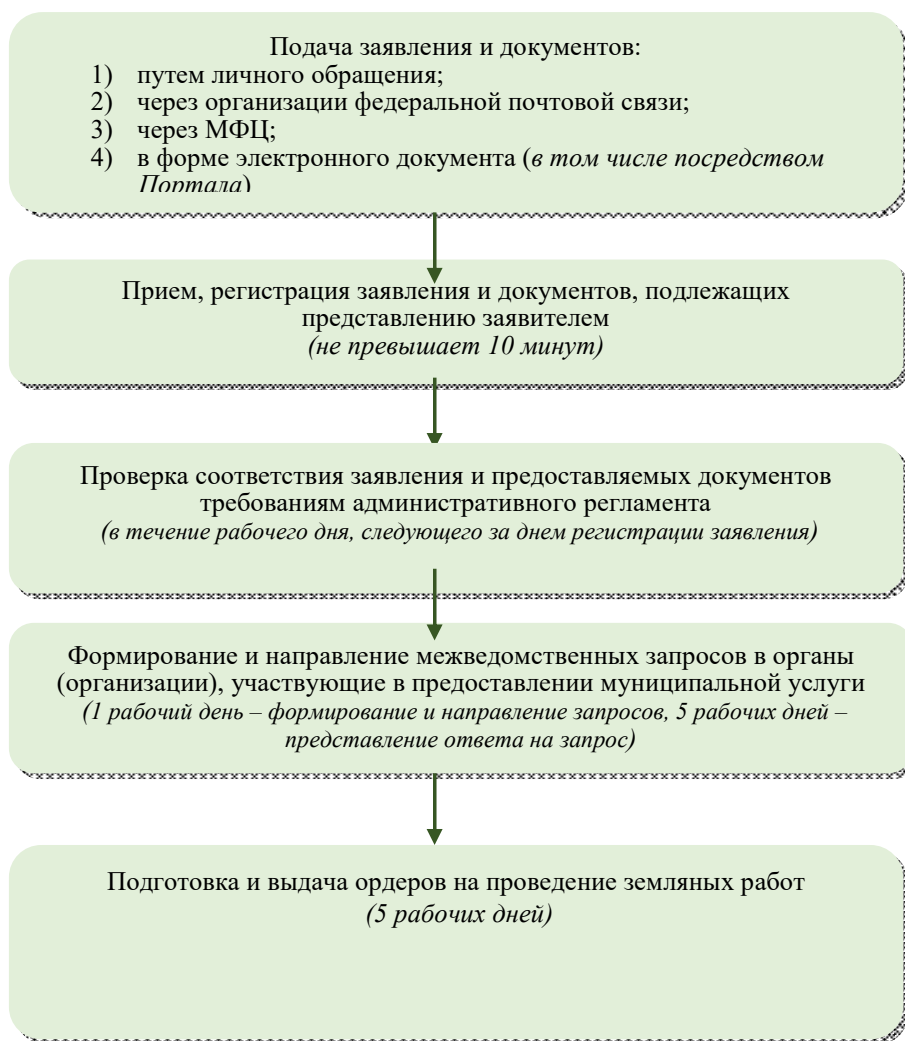 Подача заявления и документов:
1) путем личного обращения;
2) через организации федеральной почтовой связи;
3) через МФЦ;
4) в форме электронного документа (в том числе посредством
Портала)
Прием, регистрация заявления и документов, подлежащих
представлению заявителем
(не превышает 10 минут)
Проверка соответствия заявления и предоставляемых документов
требованиям административного регламента
(в течение рабочего дня, следующего за днем регистрации заявления)
Формирование и направление межведомственных запросов в органы
(организации), участвующие в предоставлении муниципальной услуги
(1 рабочий день – формирование и направление запросов, 5 рабочих дней –
представление ответа на запрос)
Подготовка и выдача ордеров на проведение земляных работ
(5 рабочих дней)